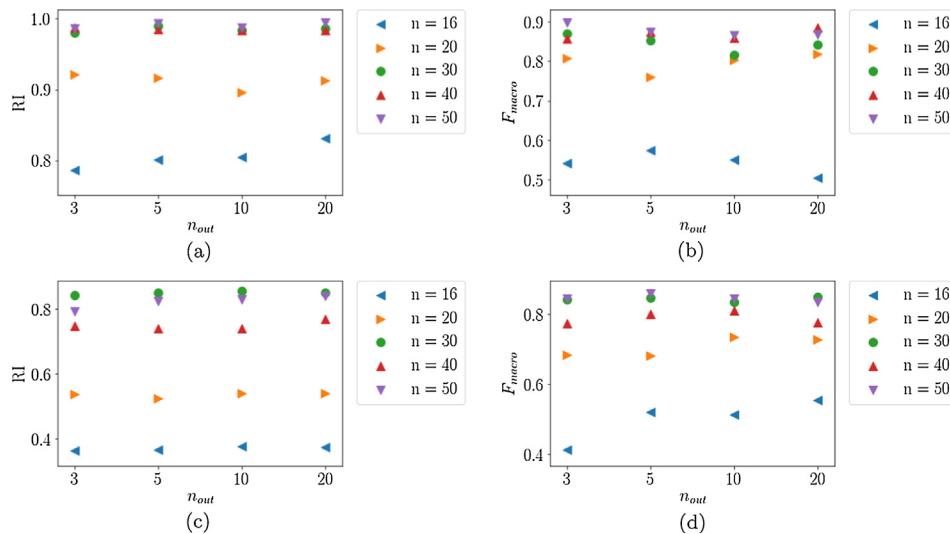 1.0
0.9
0.8
RI
3 5 10 20
n_out
(a)
n = 16
n = 20
n = 30
n = 40
n = 50
0.9
0.8
0.7
0.6
0.5
F_macro
3 5 10 20
n_out
(b)
n = 16
n = 20
n = 30
n = 40
n = 50
0.8
0.6
0.4
RI
3 5 10 20
n_out
(c)
n = 16
n = 20
n = 30
n = 40
n = 50
0.8
0.6
0.4
F_macro
3 5 10 20
n_out
(d)
n = 16
n = 20
n = 30
n = 40
n = 50